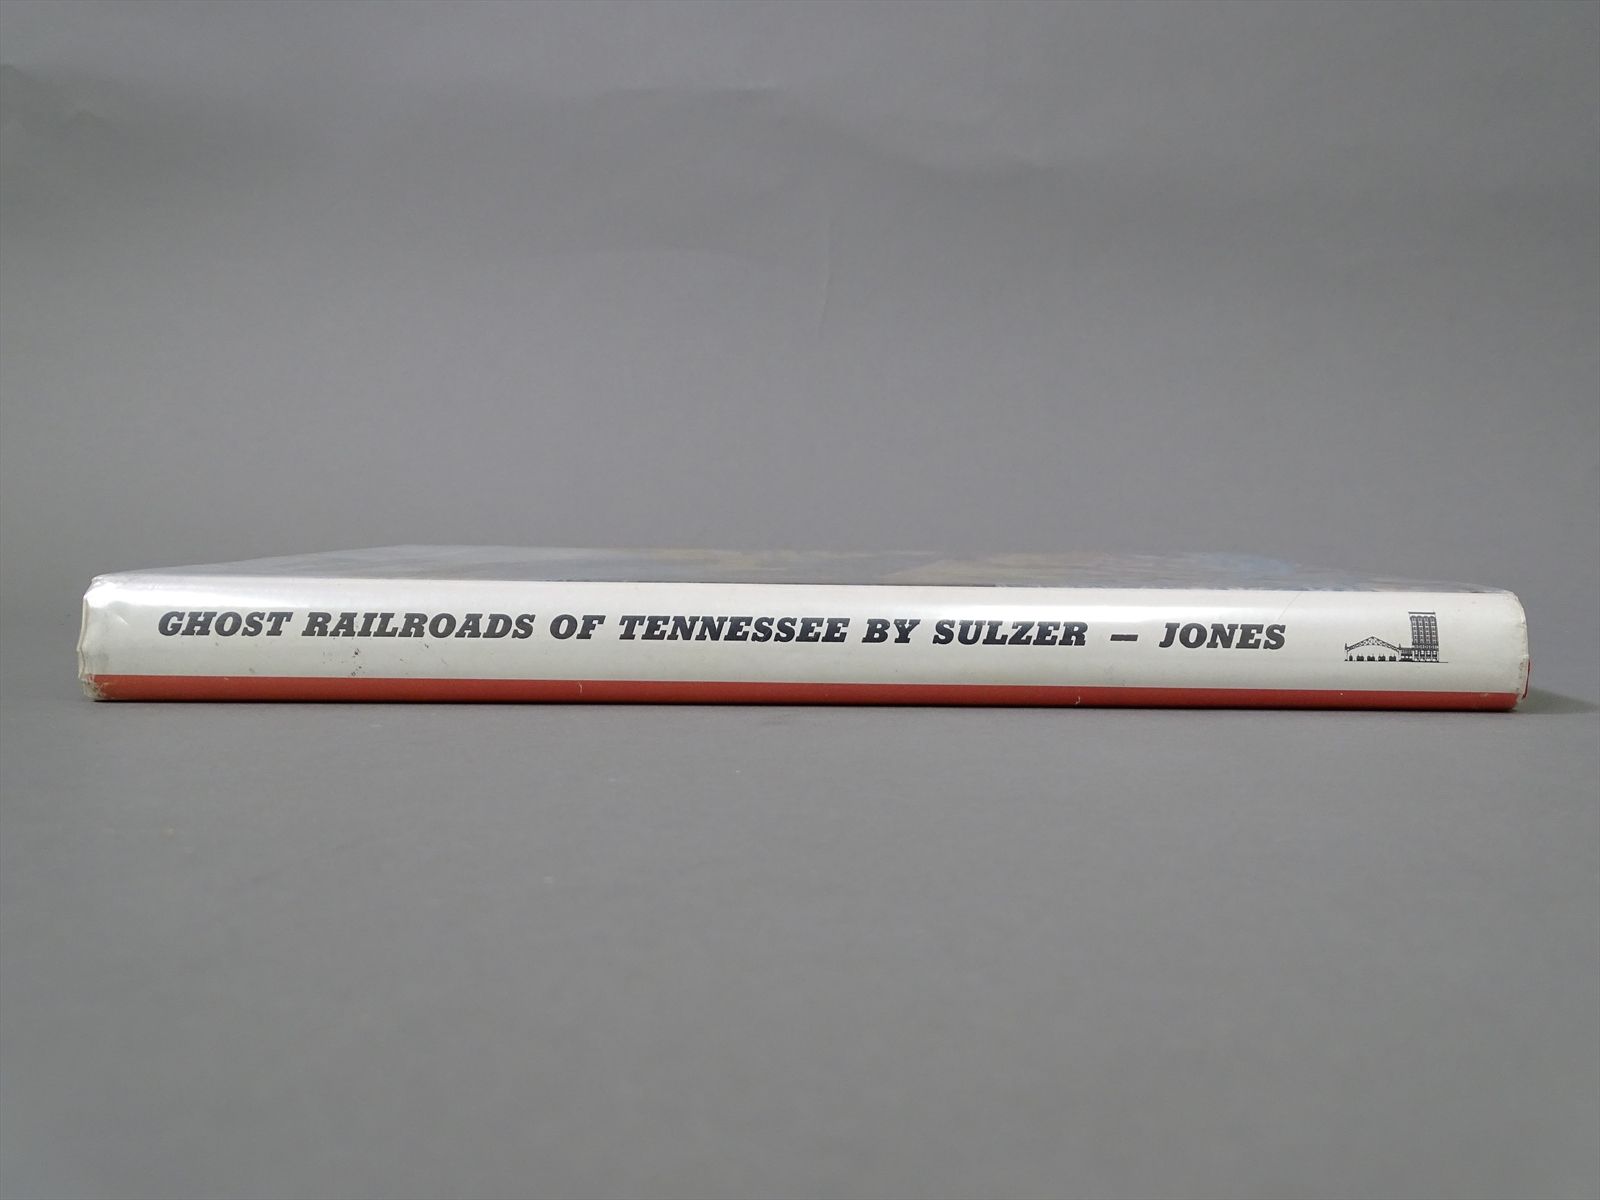 GHOST RAILROADS OF TENNESSEE BY SULZER — JONES